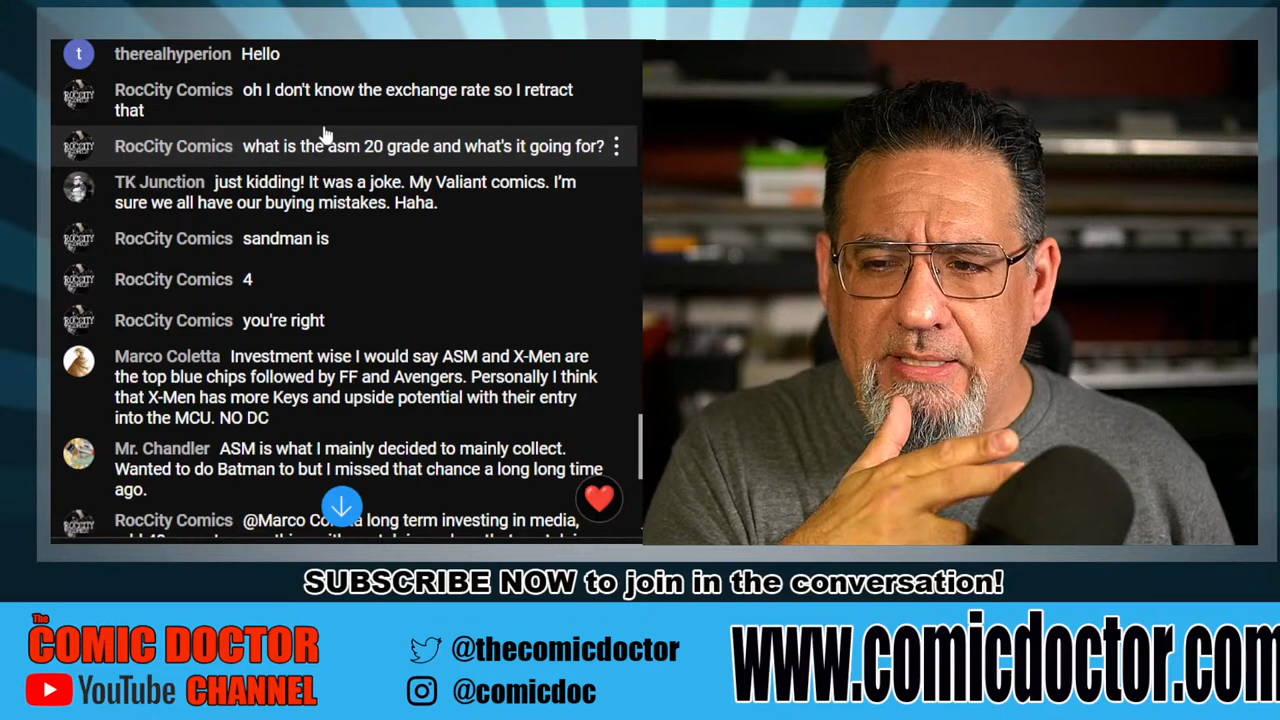 t therealhyperion Hello
RocCity Comics oh I don't know the exchange rate so I retract
that
RocCity Comics what is the asm 20 grade and what's it going for?
TK Junction just kidding! It was a joke. My Valiant comics. I'm
sure we all have our buying mistakes. Haha.
RocCity Comics sandman is
RocCity Comics 4
RocCity Comics you're right
Marco Coletta Investment wise I would say ASM and X-Men are
the top blue chips followed by FF and Avengers. Personally I think
that X-Men has more Keys and upside potential with their entry
into the MCU. NO DC
Mr. Chandler ASM is what I mainly decided to mainly collect.
Wanted to do Batman to but I missed that chance a long long time
ago.
RocCity Comics @Marco long term investing in media,
SUBSCRIBE NOW to join in the conversation!
The
COMIC DOCTOR
YouTube CHANNEL
@thecomicdoctor
@comicdoc
www.comicdoctor.com